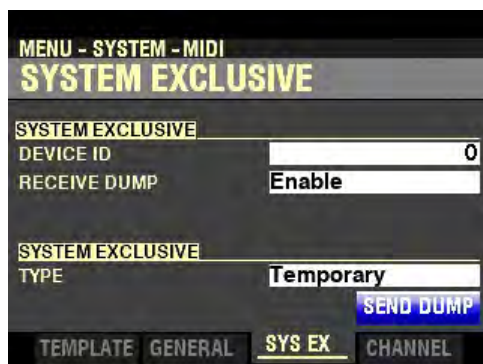 MENU - SYSTEM - MIDI
SYSTEM EXCLUSIVE
SYSTEM EXCLUSIVE
DEVICE ID 0
RECEIVE DUMP Enable
SYSTEM EXCLUSIVE
TYPE Temporary
SEND DUMP
TEMPLATE GENERAL SYS EX CHANNEL